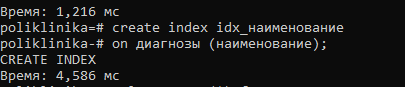 Время: 1,216 мс
poliklinika=# create index idx_наименование
poliklinika-# on диагнозы (наименование);
CREATE INDEX
Время: 4,586 мс